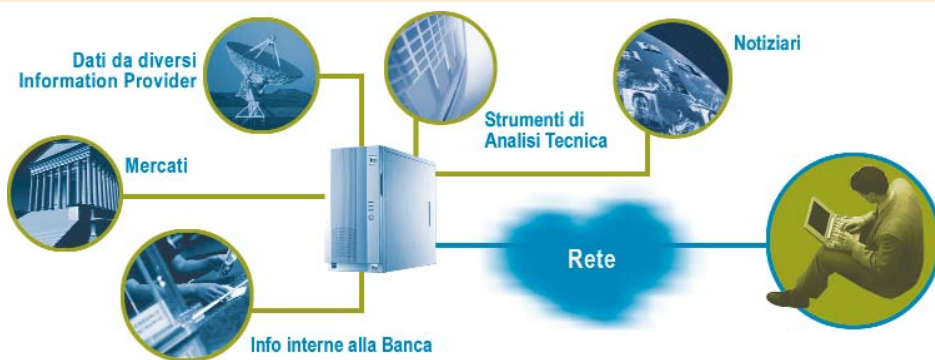 Dati da diversi
Information Provider
Notiziari
Strumenti di
Analisi Tecnica
Mercati
Rete
Info interne alla Banca